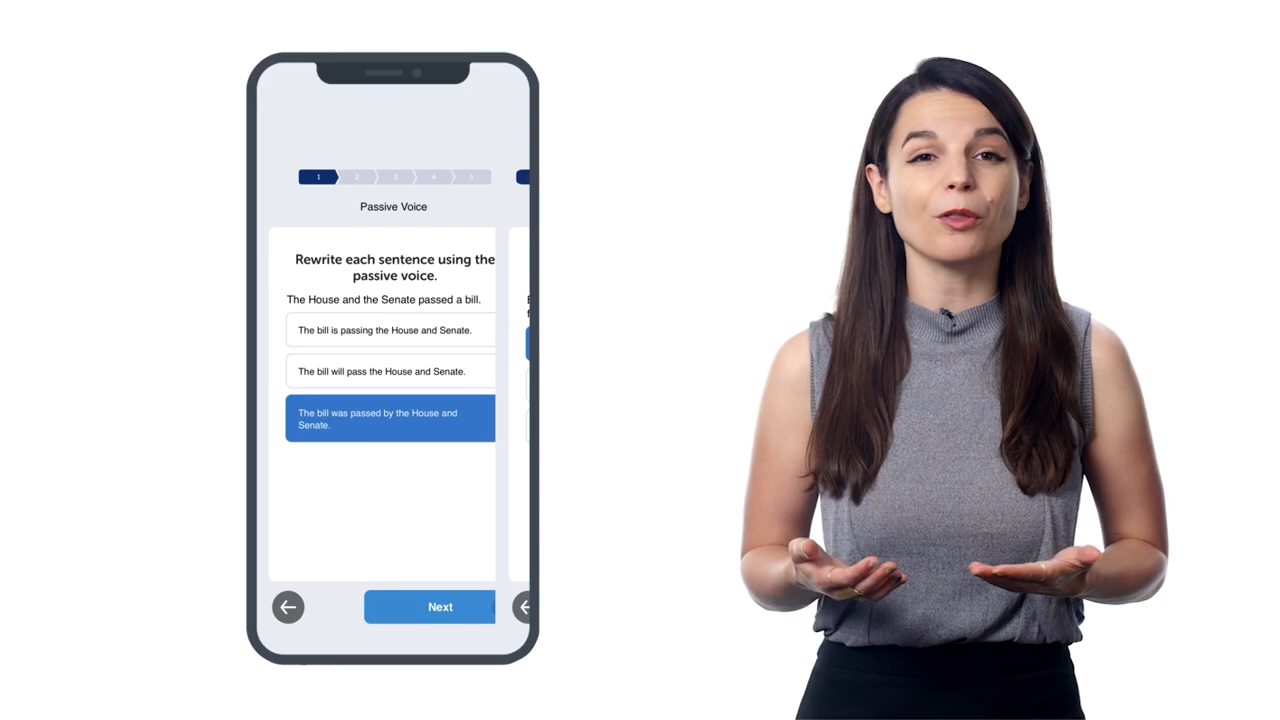 1 2 3 4 5
Passive Voice
Rewrite each sentence using the
passive voice.
The House and the Senate passed a bill.
The bill is passing the House and Senate.
The bill will pass the House and Senate.
The bill was passed by the House and
Senate.
Next